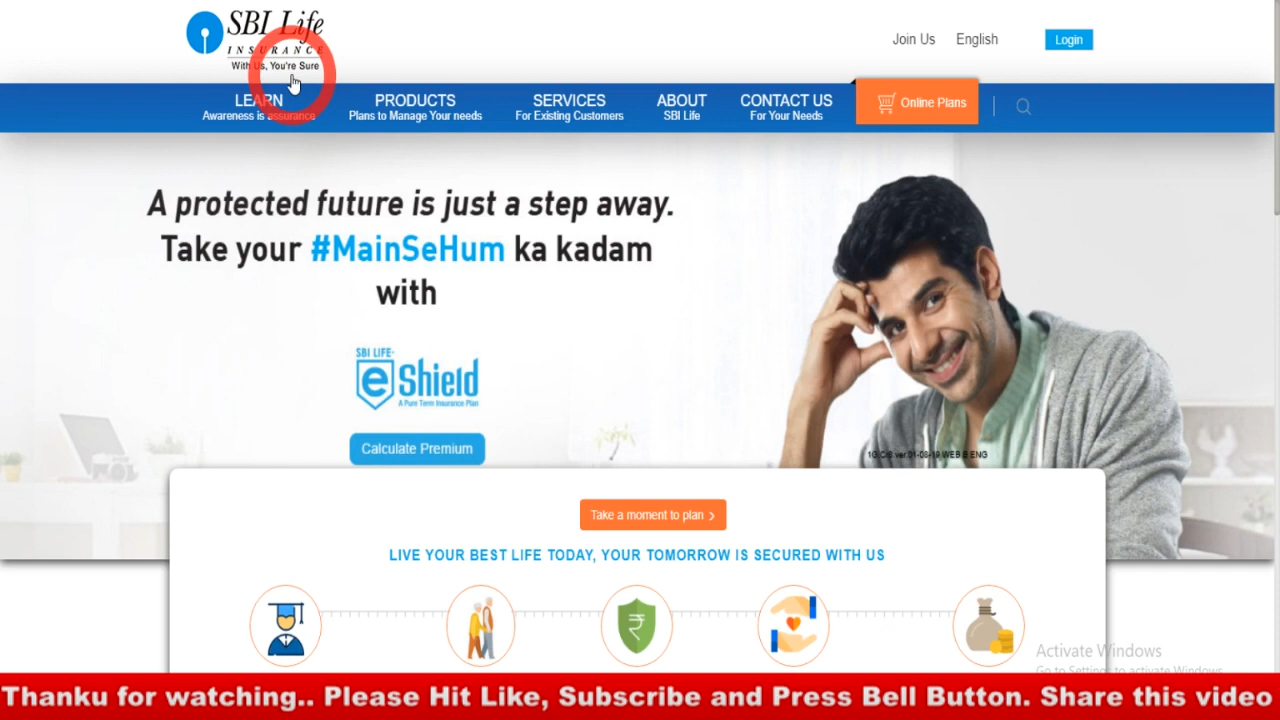 SBI Life
INSURANCE
With Us, You're Sure
Join Us
English
Login
LEARN
Awareness is assurance
PRODUCTS
Plans to Manage Your needs
SERVICES
For Existing Customers
ABOUT
SBI Life
CONTACT US
For Your Needs
Online Plans
A protected future is just a step away.
Take your #MainSeHum ka kadam
with
SBI LIFE-
eShield
A Pure Term Insurance Plan
Calculate Premium
Take a moment to plan ›
LIVE YOUR BEST LIFE TODAY, YOUR TOMORROW IS SECURED WITH US
₹
Activate Windows
Go to Settings to activate Windows.
Thanku for watching.. Please Hit Like, Subscribe and Press Bell Button. Share this video